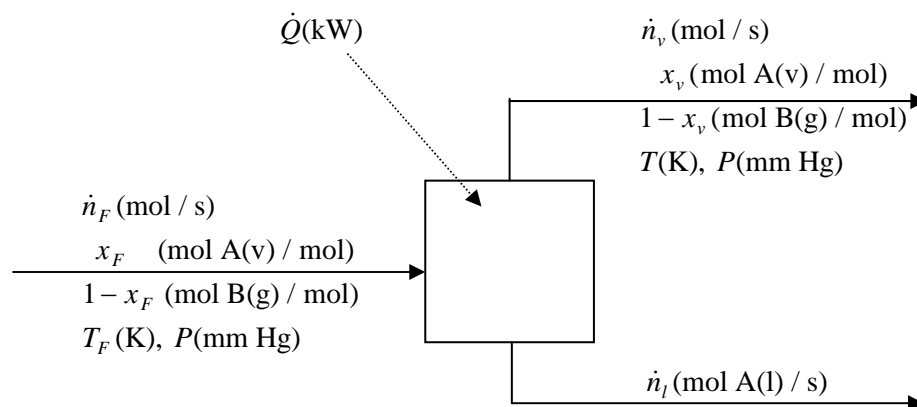 Q̇(kW)
ṅ_v (mol / s)
x_v (mol A(v) / mol)
1 − x_v (mol B(g) / mol)
T(K), P(mm Hg)
ṅ_F (mol / s)
x_F (mol A(v) / mol)
1 − x_F (mol B(g) / mol)
T_F (K), P(mm Hg)
ṅ_l (mol A(l) / s)